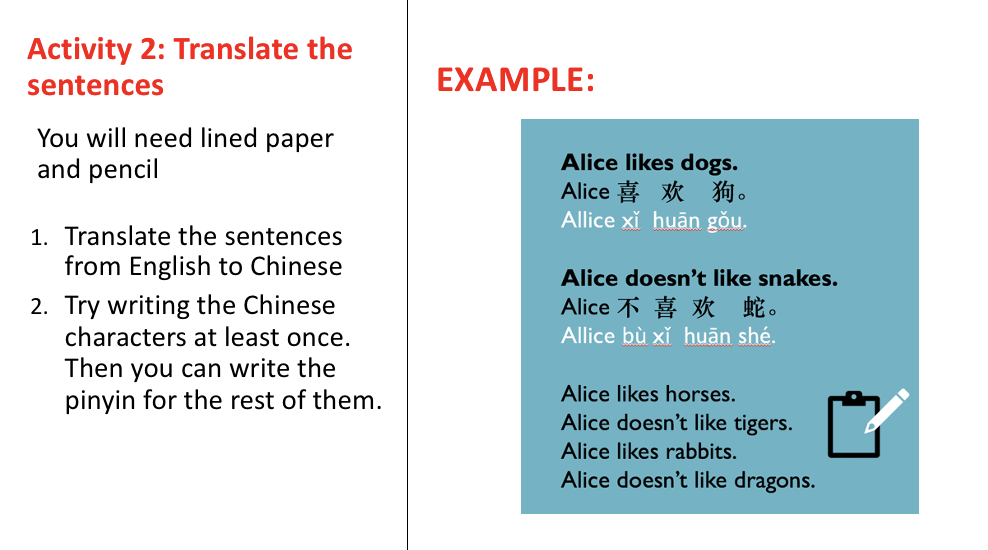 Activity 2: Translate the
sentences
You will need lined paper
and pencil
1. Translate the sentences
from English to Chinese
2. Try writing the Chinese
characters at least once.
Then you can write the
pinyin for the rest of them.
EXAMPLE:
Alice likes dogs.
Alice 喜 欢 狗。
Allice xǐ huān gǒu.
Alice doesn’t like snakes.
Alice 不 喜 欢 蛇。
Allice bù xǐ huān shé.
Alice likes horses.
Alice doesn’t like tigers.
Alice likes rabbits.
Alice doesn’t like dragons.